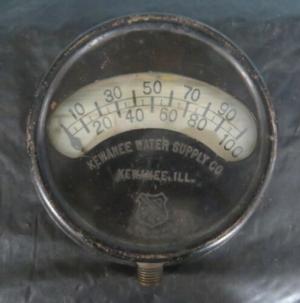 10 30 50 70 90
20 40 60 80 100
KEWANEE WATER SUPPLY CO
KEWANEE, ILL.